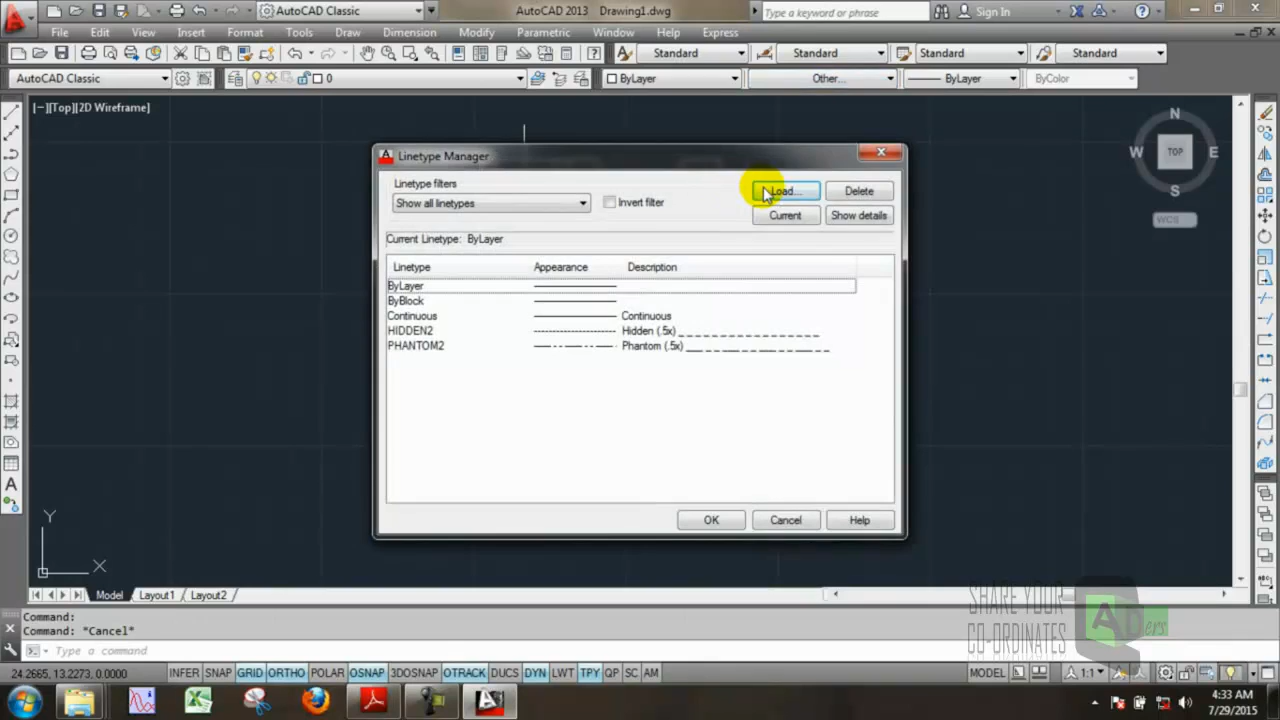 AutoCAD Classic
AutoCAD 2013 Drawing1.dwg
Type a keyword or phrase
Sign In
File Edit View Insert Format Tools Draw Dimension Modify Parametric Window Help Express
Standard Standard Standard Standard
AutoCAD Classic 0 ByLayer Other... ByLayer ByColor
[−][Top][2D Wireframe]
N
W TOP E
S
WCS
Linetype Manager
Linetype filters
Show all linetypes
Invert filter
Load... Delete
Current Show details
Current Linetype: ByLayer
Linetype Appearance Description
ByLayer
ByBlock
Continuous Continuous
HIDDEN2 Hidden (.5x)
PHANTOM2 Phantom (.5x)
OK Cancel Help
Y
X
Model Layout1 Layout2
SHARE YOUR
CO-ORDINATES
ADers
Command:
Command: *Cancel*
Type a command
24.2665, 13.2273, 0.0000 INFER SNAP GRID ORTHO POLAR OSNAP 3DOSNAP OTRACK DUCS DYN LWT TPY QP SC AM MODEL 1:1
4:33 AM
7/29/2015